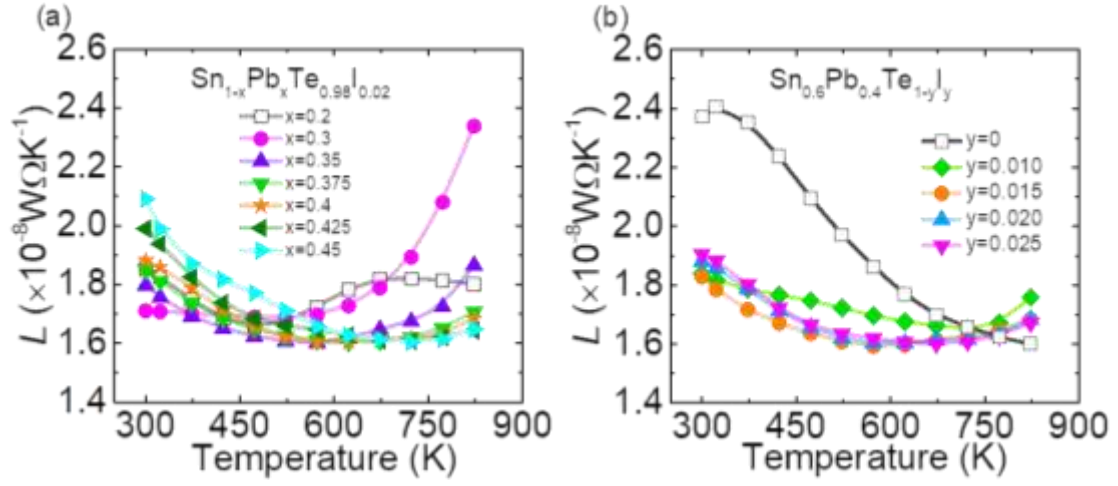 (a)
Sn1-xPbxTe0.98I0.02
x=0.2
x=0.3
x=0.35
x=0.375
x=0.4
x=0.425
x=0.45
2.6
2.4
2.2
2.0
1.8
1.6
1.4
L (×10-8WΩK-1)
300 450 600 750 900
Temperature (K)
(b)
Sn0.6Pb0.4Te1-yIy
y=0
y=0.010
y=0.015
y=0.020
y=0.025
2.6
2.4
2.2
2.0
1.8
1.6
1.4
L (×10-8WΩK-1)
300 450 600 750 900
Temperature (K)